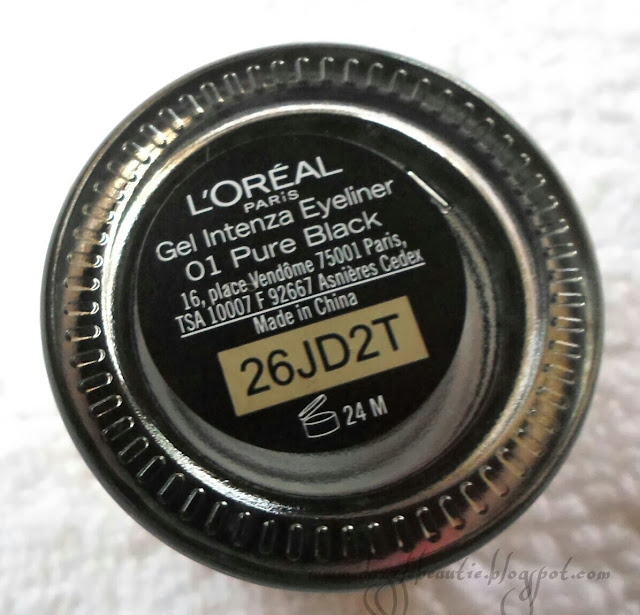 L'ORÉAL
PARIS
Gel Intenza Eyeliner
01 Pure Black
16, place Vendôme 75001 Paris,
TSA 10007 F 92667 Asnières Cedex
Made in China
26JD2T
24 M